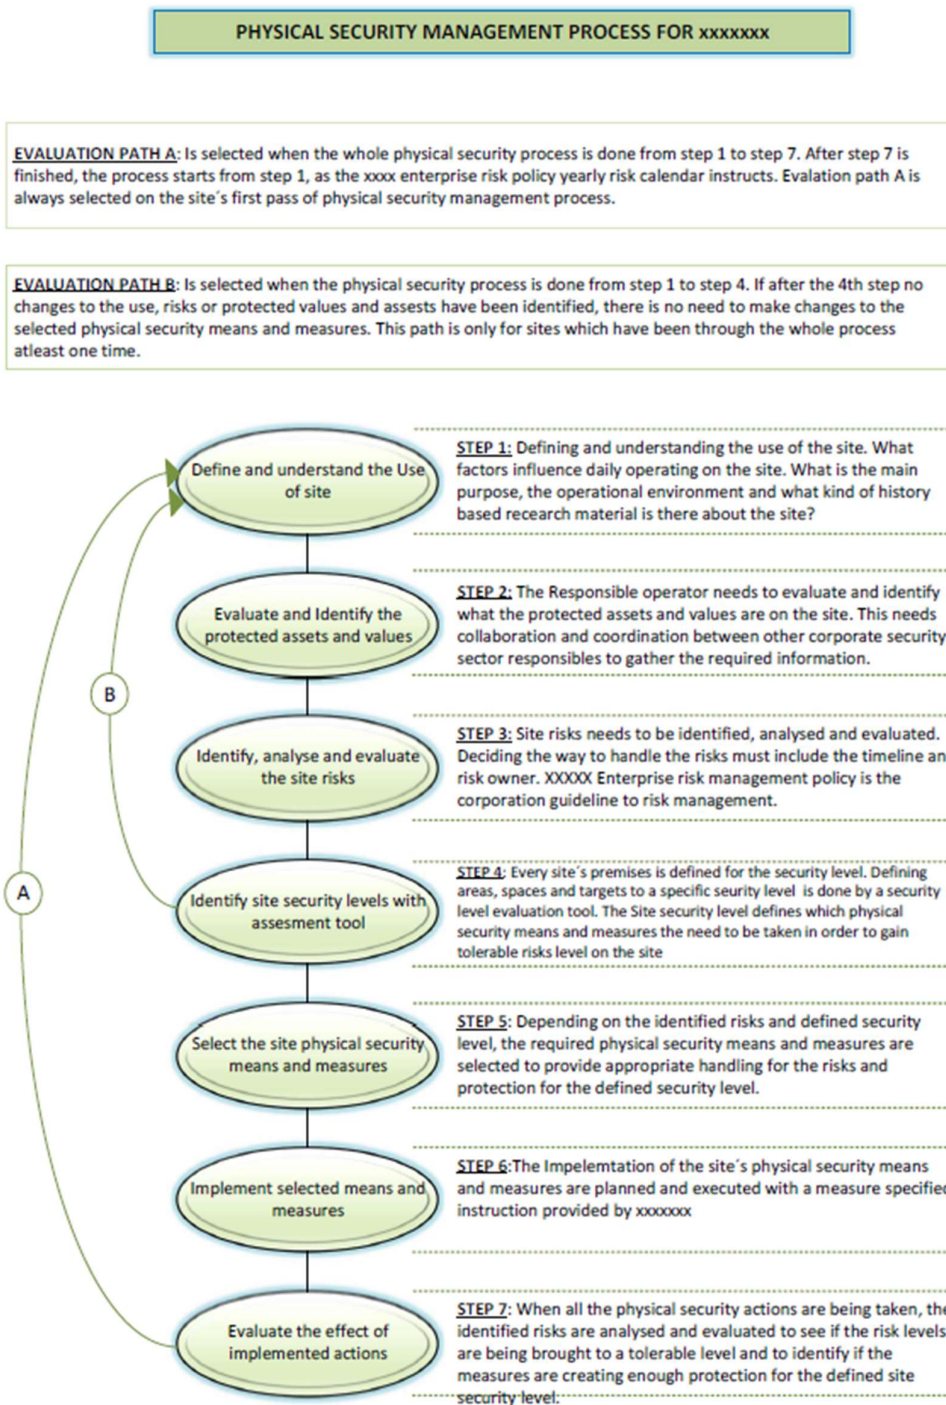 PHYSICAL SECURITY MANAGEMENT PROCESS FOR xxxxxxx
EVALUATION PATH A: Is selected when the whole physical security process is done from step 1 to step 7. After step 7 is
finished, the process starts from step 1, as the xxxx enterprise risk policy yearly risk calendar instructs. Evalation path A is
always selected on the site´s first pass of physical security management process.
EVALUATION PATH B: Is selected when the physical security process is done from step 1 to step 4. If after the 4th step no
changes to the use, risks or protected values and assests have been identified, there is no need to make changes to the
selected physical security means and measures. This path is only for sites which have been through the whole process
atleast one time.
Define and understand the Use
of site
STEP 1: Defining and understanding the use of the site. What
factors influence daily operating on the site. What is the main
purpose, the operational environment and what kind of history
based recearch material is there about the site?
Evaluate and Identify the
protected assets and values
STEP 2: The Responsible operator needs to evaluate and identify
what the protected assets and values are on the site. This needs
collaboration and coordination between other corporate security
sector responsibles to gather the required information.
B
Identify, analyse and evaluate
the site risks
STEP 3: Site risks needs to be identified, analysed and evaluated.
Deciding the way to handle the risks must include the timeline an
risk owner. XXXXX Enterprise risk management policy is the
corporation guideline to risk management.
A
Identify site security levels with
assesment tool
STEP 4: Every site´s premises is defined for the security level. Defining
areas, spaces and targets to a specific seurity level is done by a security
level evaluation tool. The Site security level defines which physical
security means and measures the need to be taken in order to gain
tolerable risks level on the site
Select the site physical security
means and measures
STEP 5: Depending on the identified risks and defined security
level, the required physical security means and measures are
selected to provide appropriate handling for the risks and
protection for the defined security level.
Implement selected means and
measures
STEP 6:The Impelemtation of the site´s physical security means
and measures are planned and executed with a measure specified
instruction provided by xxxxxxx
Evaluate the effect of
implemented actions
STEP 7: When all the physical security actions are being taken, the
identified risks are analysed and evaluated to see if the risk levels
are being brought to a tolerable level and to identify if the
measures are creating enough protection for the defined site
security level.